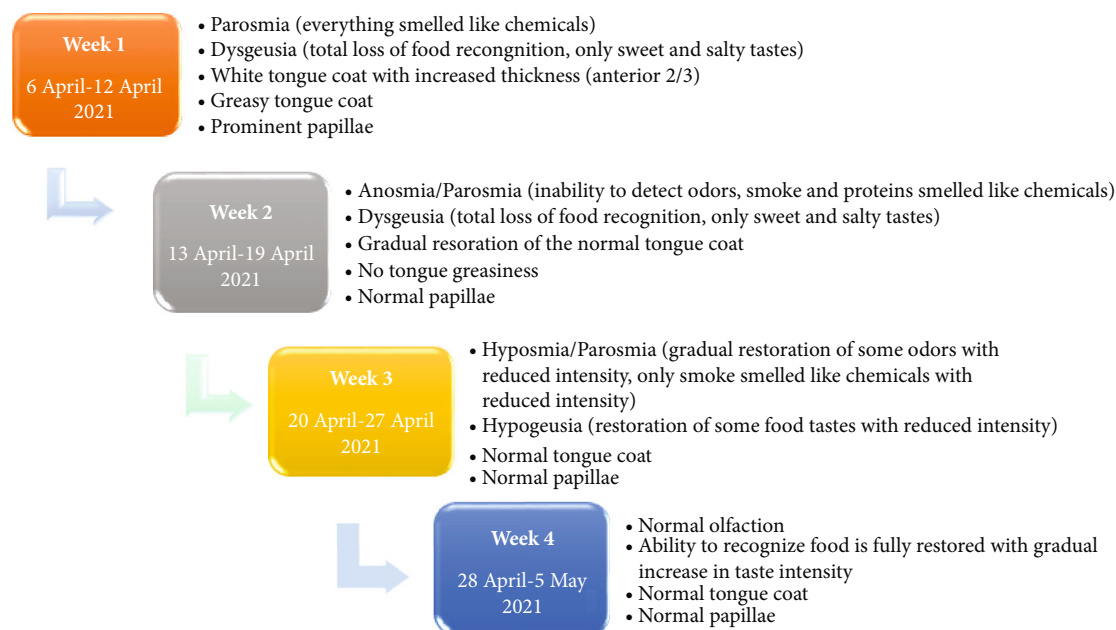 Week 1
6 April-12 April
2021
• Parosmia (everything smelled like chemicals)
• Dysgeusia (total loss of food recongnition, only sweet and salty tastes)
• White tongue coat with increased thickness (anterior 2/3)
• Greasy tongue coat
• Prominent papillae
Week 2
13 April-19 April
2021
• Anosmia/Parosmia (inability to detect odors, smoke and proteins smelled like chemicals)
• Dysgeusia (total loss of food recognition, only sweet and salty tastes)
• Gradual resoration of the normal tongue coat
• No tongue greasiness
• Normal papillae
Week 3
20 April-27 April
2021
• Hyposmia/Parosmia (gradual restoration of some odors with
reduced intensity, only smoke smelled like chemicals with
reduced intensity)
• Hypogeusia (restoration of some food tastes with reduced intensity)
• Normal tongue coat
• Normal papillae
Week 4
28 April-5 May
2021
• Normal olfaction
• Ability to recognize food is fully restored with gradual
increase in taste intensity
• Normal tongue coat
• Normal papillae